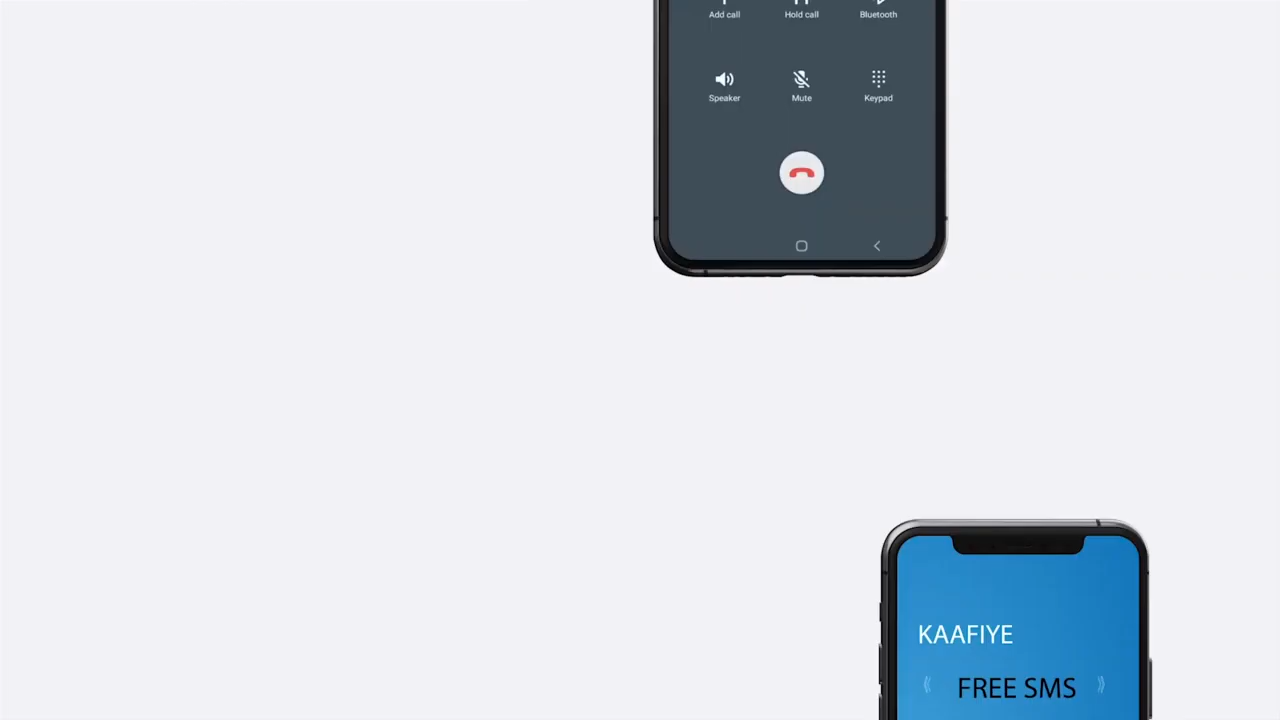 Add call Hold call Bluetooth
Speaker Mute Keypad
KAAFIYE
FREE SMS